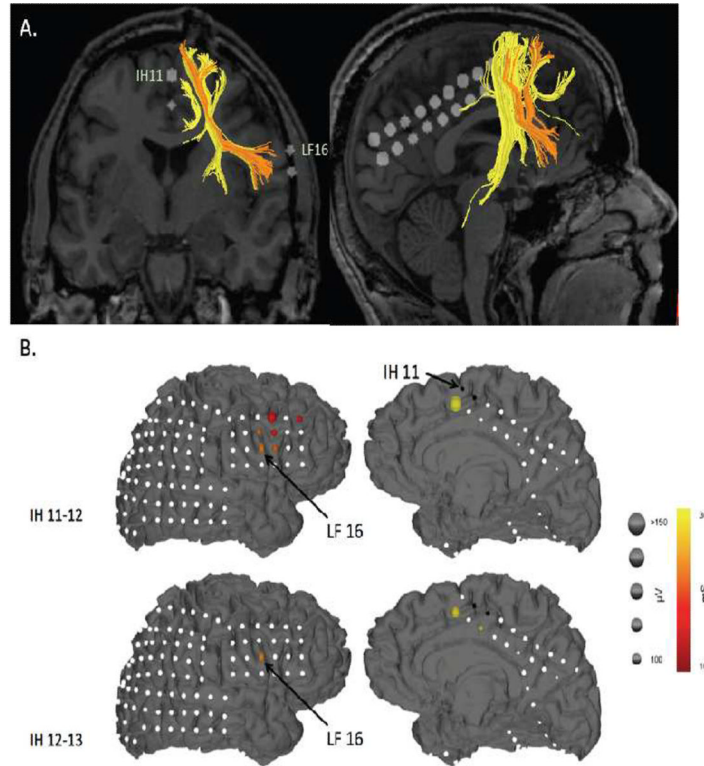 A.
IH11
LF16
B.
IH 11
>150
µV
100
IH 11-12
LF 16
IH 12-13
LF 16